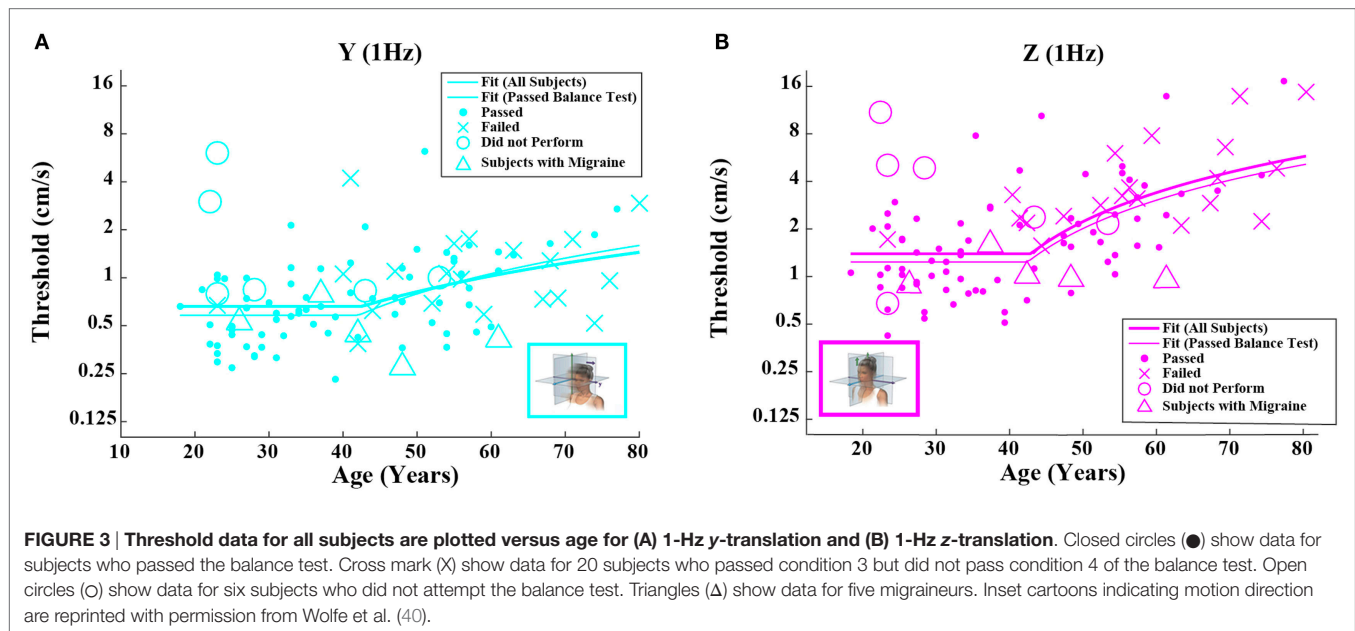 A
Y (1Hz)
Fit (All Subjects)
Fit (Passed Balance Test)
Passed
Failed
Did not Perform
Subjects with Migraine
16
8
4
2
1
0.5
0.25
0.125
Threshold (cm/s)
10 20 30 40 50 60 70 80
Age (Years)
y
B
Z (1Hz)
16
8
4
2
1
0.5
0.25
0.125
Threshold (cm/s)
Fit (All Subjects)
Fit (Passed Balance Test)
Passed
Failed
Did not Perform
Subjects with Migraine
20 30 40 50 60 70 80
Age (Years)
FIGURE 3 | Threshold data for all subjects are plotted versus age for (A) 1-Hz y-translation and (B) 1-Hz z-translation. Closed circles (●) show data for
subjects who passed the balance test. Cross mark (X) show data for 20 subjects who passed condition 3 but did not pass condition 4 of the balance test. Open
circles (○) show data for six subjects who did not attempt the balance test. Triangles (Δ) show data for five migraineurs. Inset cartoons indicating motion direction
are reprinted with permission from Wolfe et al. (40).